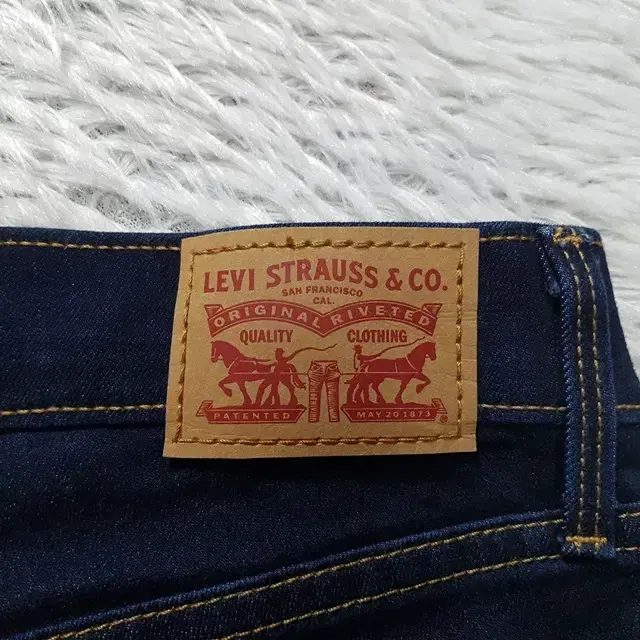 LEVI STRAUSS & CO.
SAN FRANCISCO
CAL.
ORIGINAL RIVETED
QUALITY CLOTHING
PATENTED MAY 20 1873
®